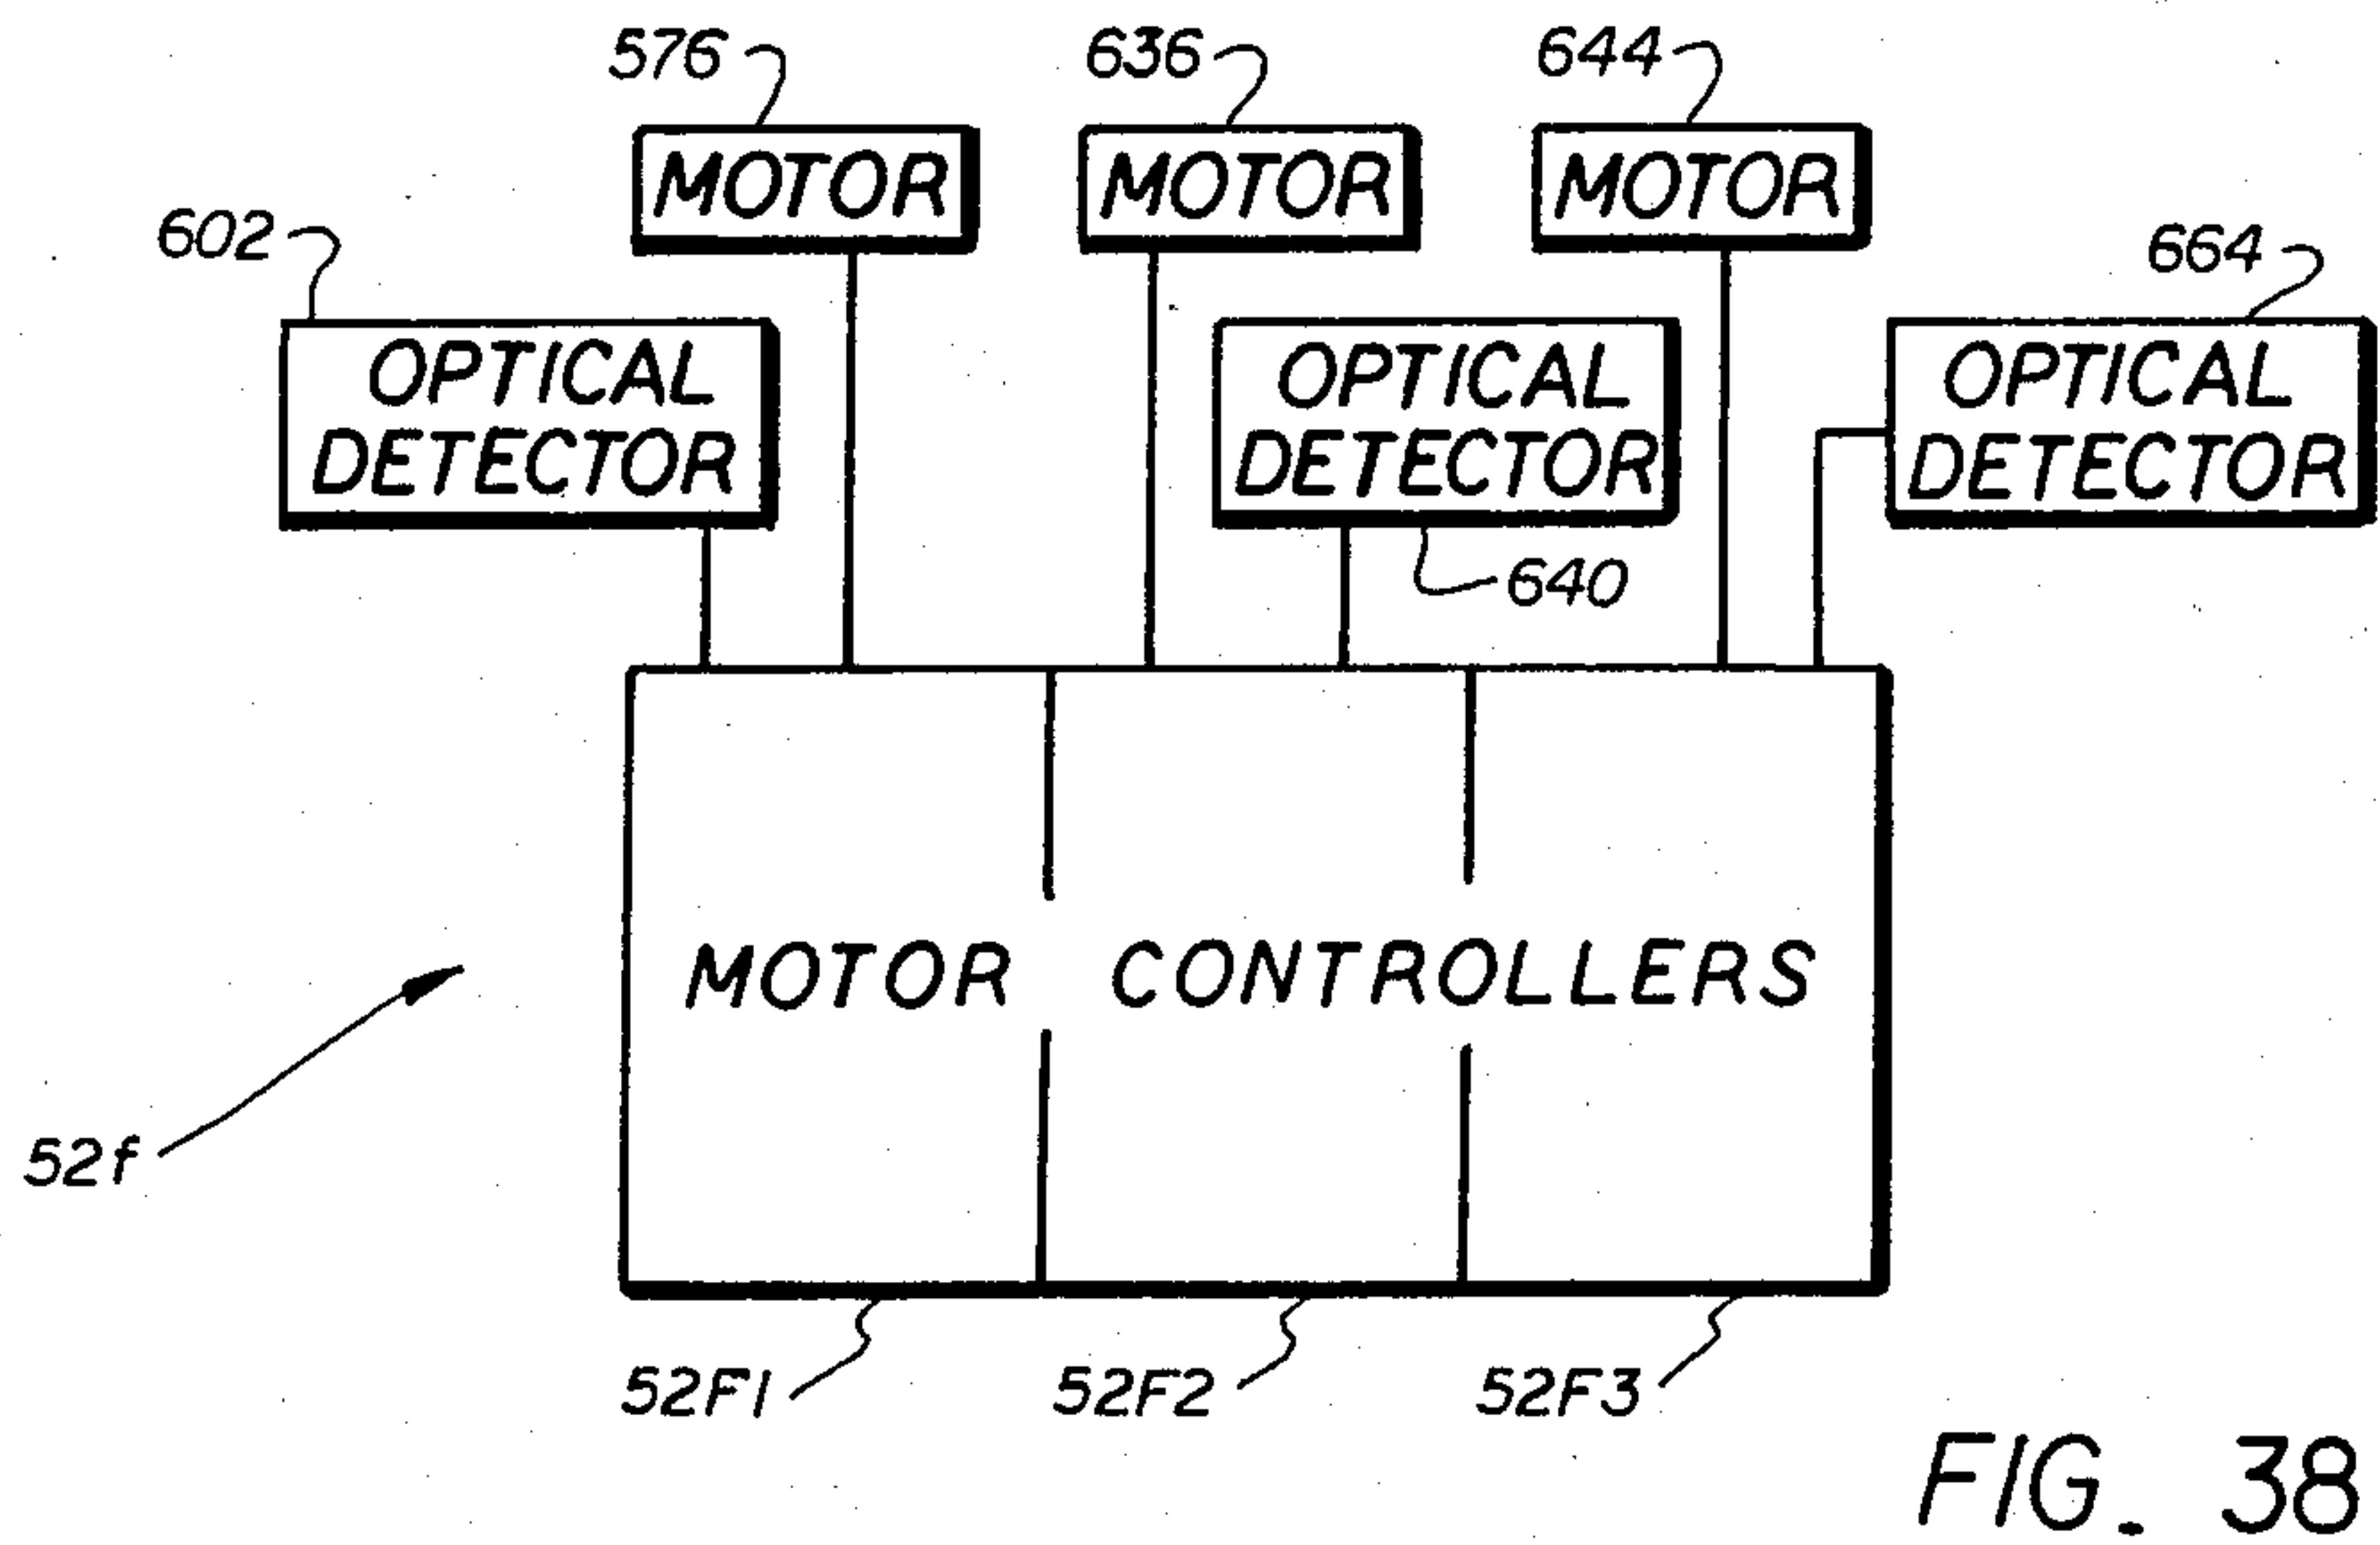 576
636
644
MOTOR
MOTOR
MOTOR
602
664
OPTICAL
DETECTOR
OPTICAL
DETECTOR
OPTICAL
DETECTOR
640
MOTOR CONTROLLERS
52f
52F1
52F2
52F3
FIG. 38